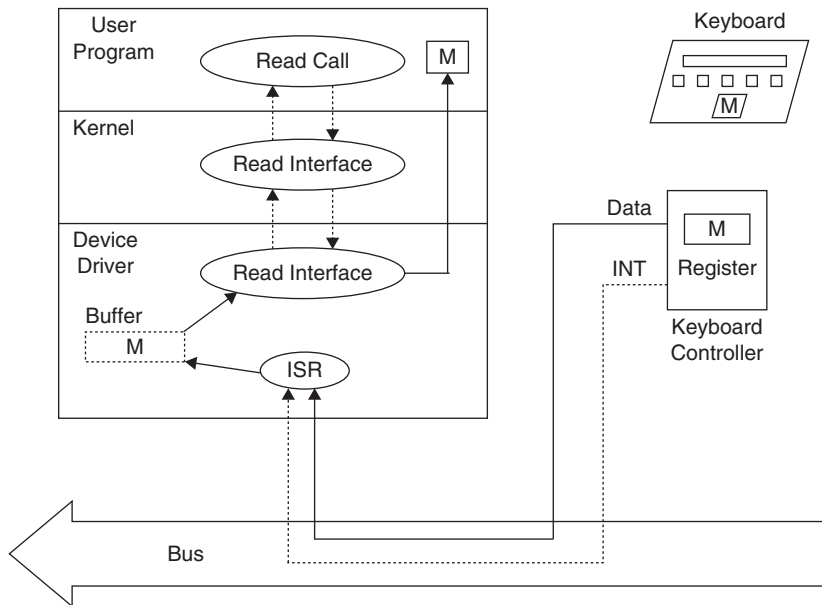 User
Program
Read Call
M
Kernel
Read Interface
Device
Driver
Read Interface
Buffer
M
ISR
Keyboard
M
Data
M
INT
Register
Keyboard
Controller
Bus